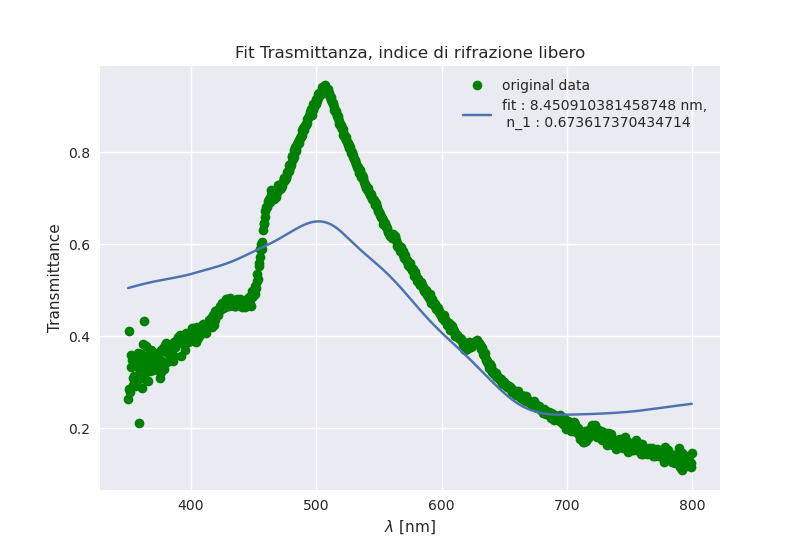 Fit Trasmittanza, indice di rifrazione libero
original data
fit : 8.450910381458748 nm,
n_1 : 0.673617370434714
0.8
0.6
0.4
0.2
Transmittance
400 500 600 700 800
λ [nm]